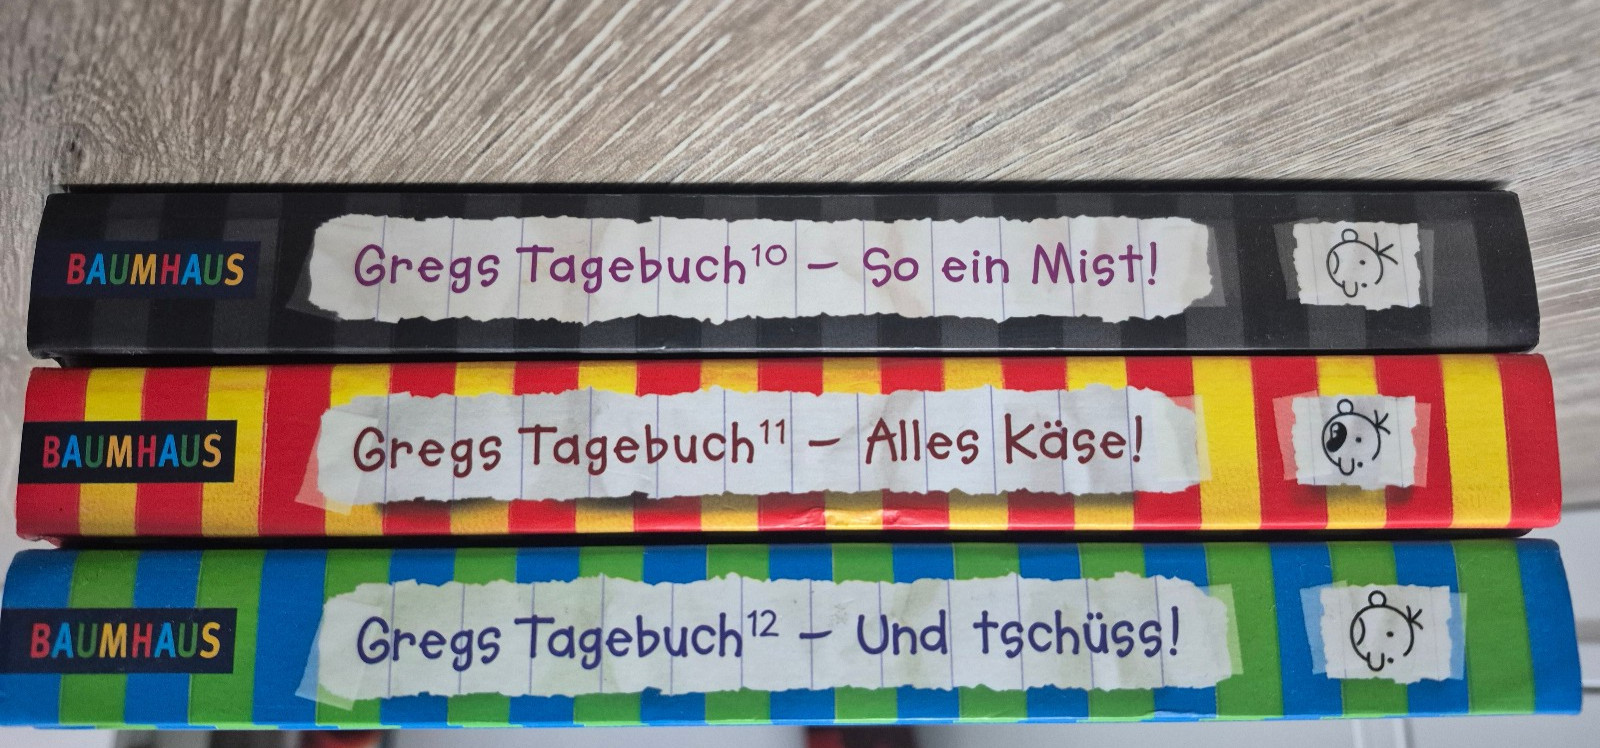 BAUMHAUS Gregs Tagebuch¹⁰ – So ein Mist!
BAUMHAUS Gregs Tagebuch¹¹ – Alles Käse!
BAUMHAUS Gregs Tagebuch¹² – Und tschüss!